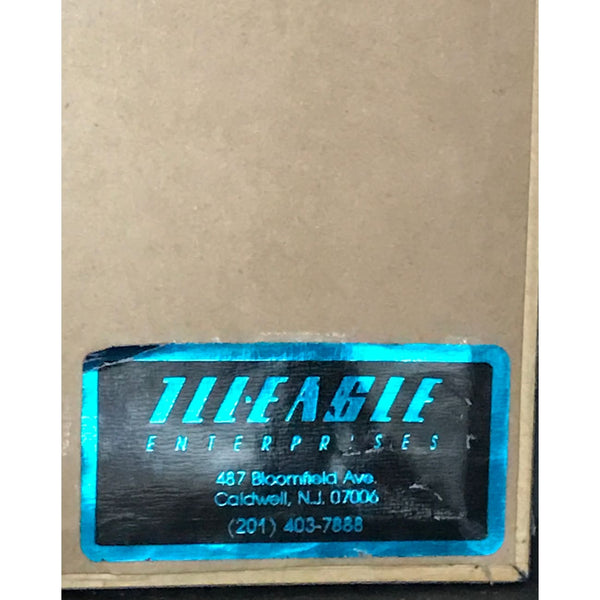 ILL-EAGLE
ENTERPRISES
487 Bloomfield Ave.
Caldwell, N.J. 07006
(201) 403-7888